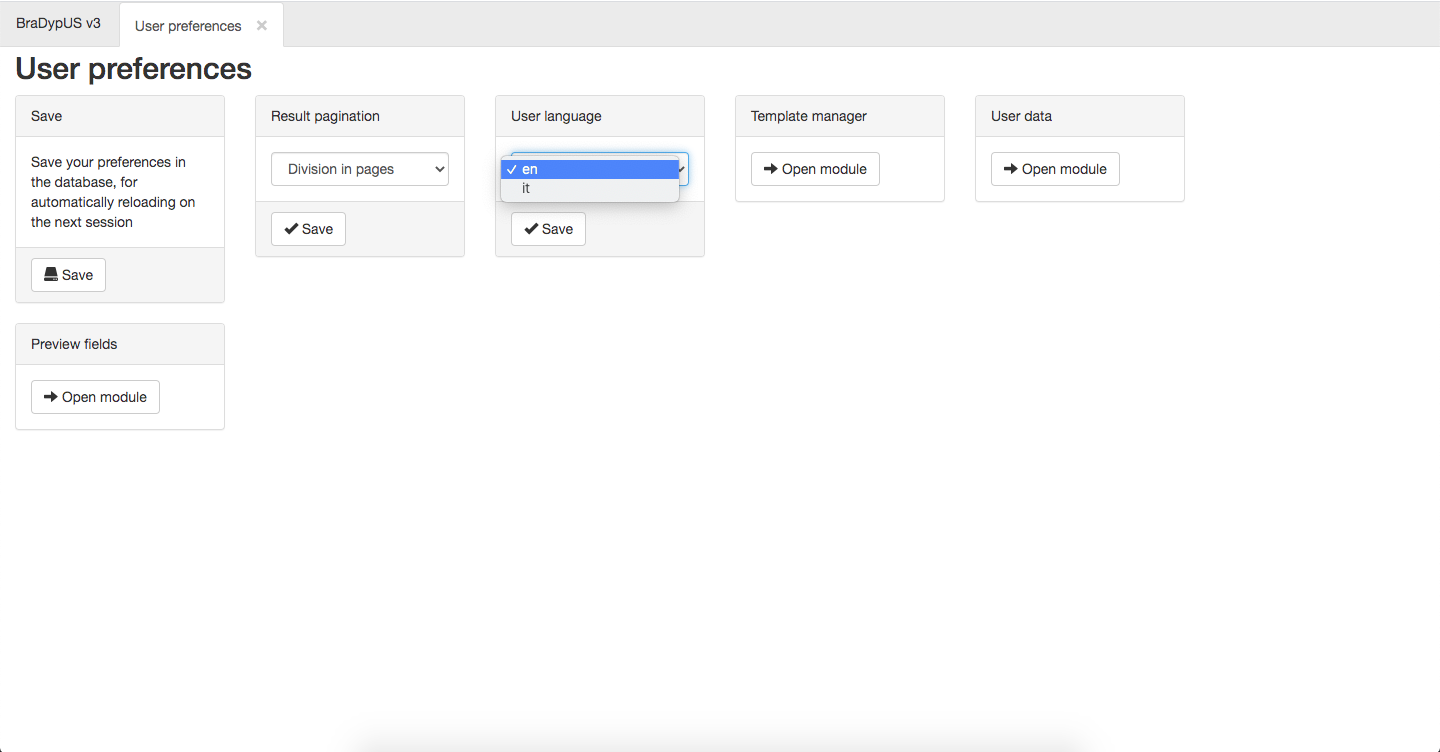 BraDypUS v3
User preferences
User preferences
Save
Save your preferences in
the database, for
automatically reloading on
the next session
Save
Result pagination
Division in pages
Save
User language
en
it
Save
Template manager
Open module
User data
Open module
Preview fields
Open module